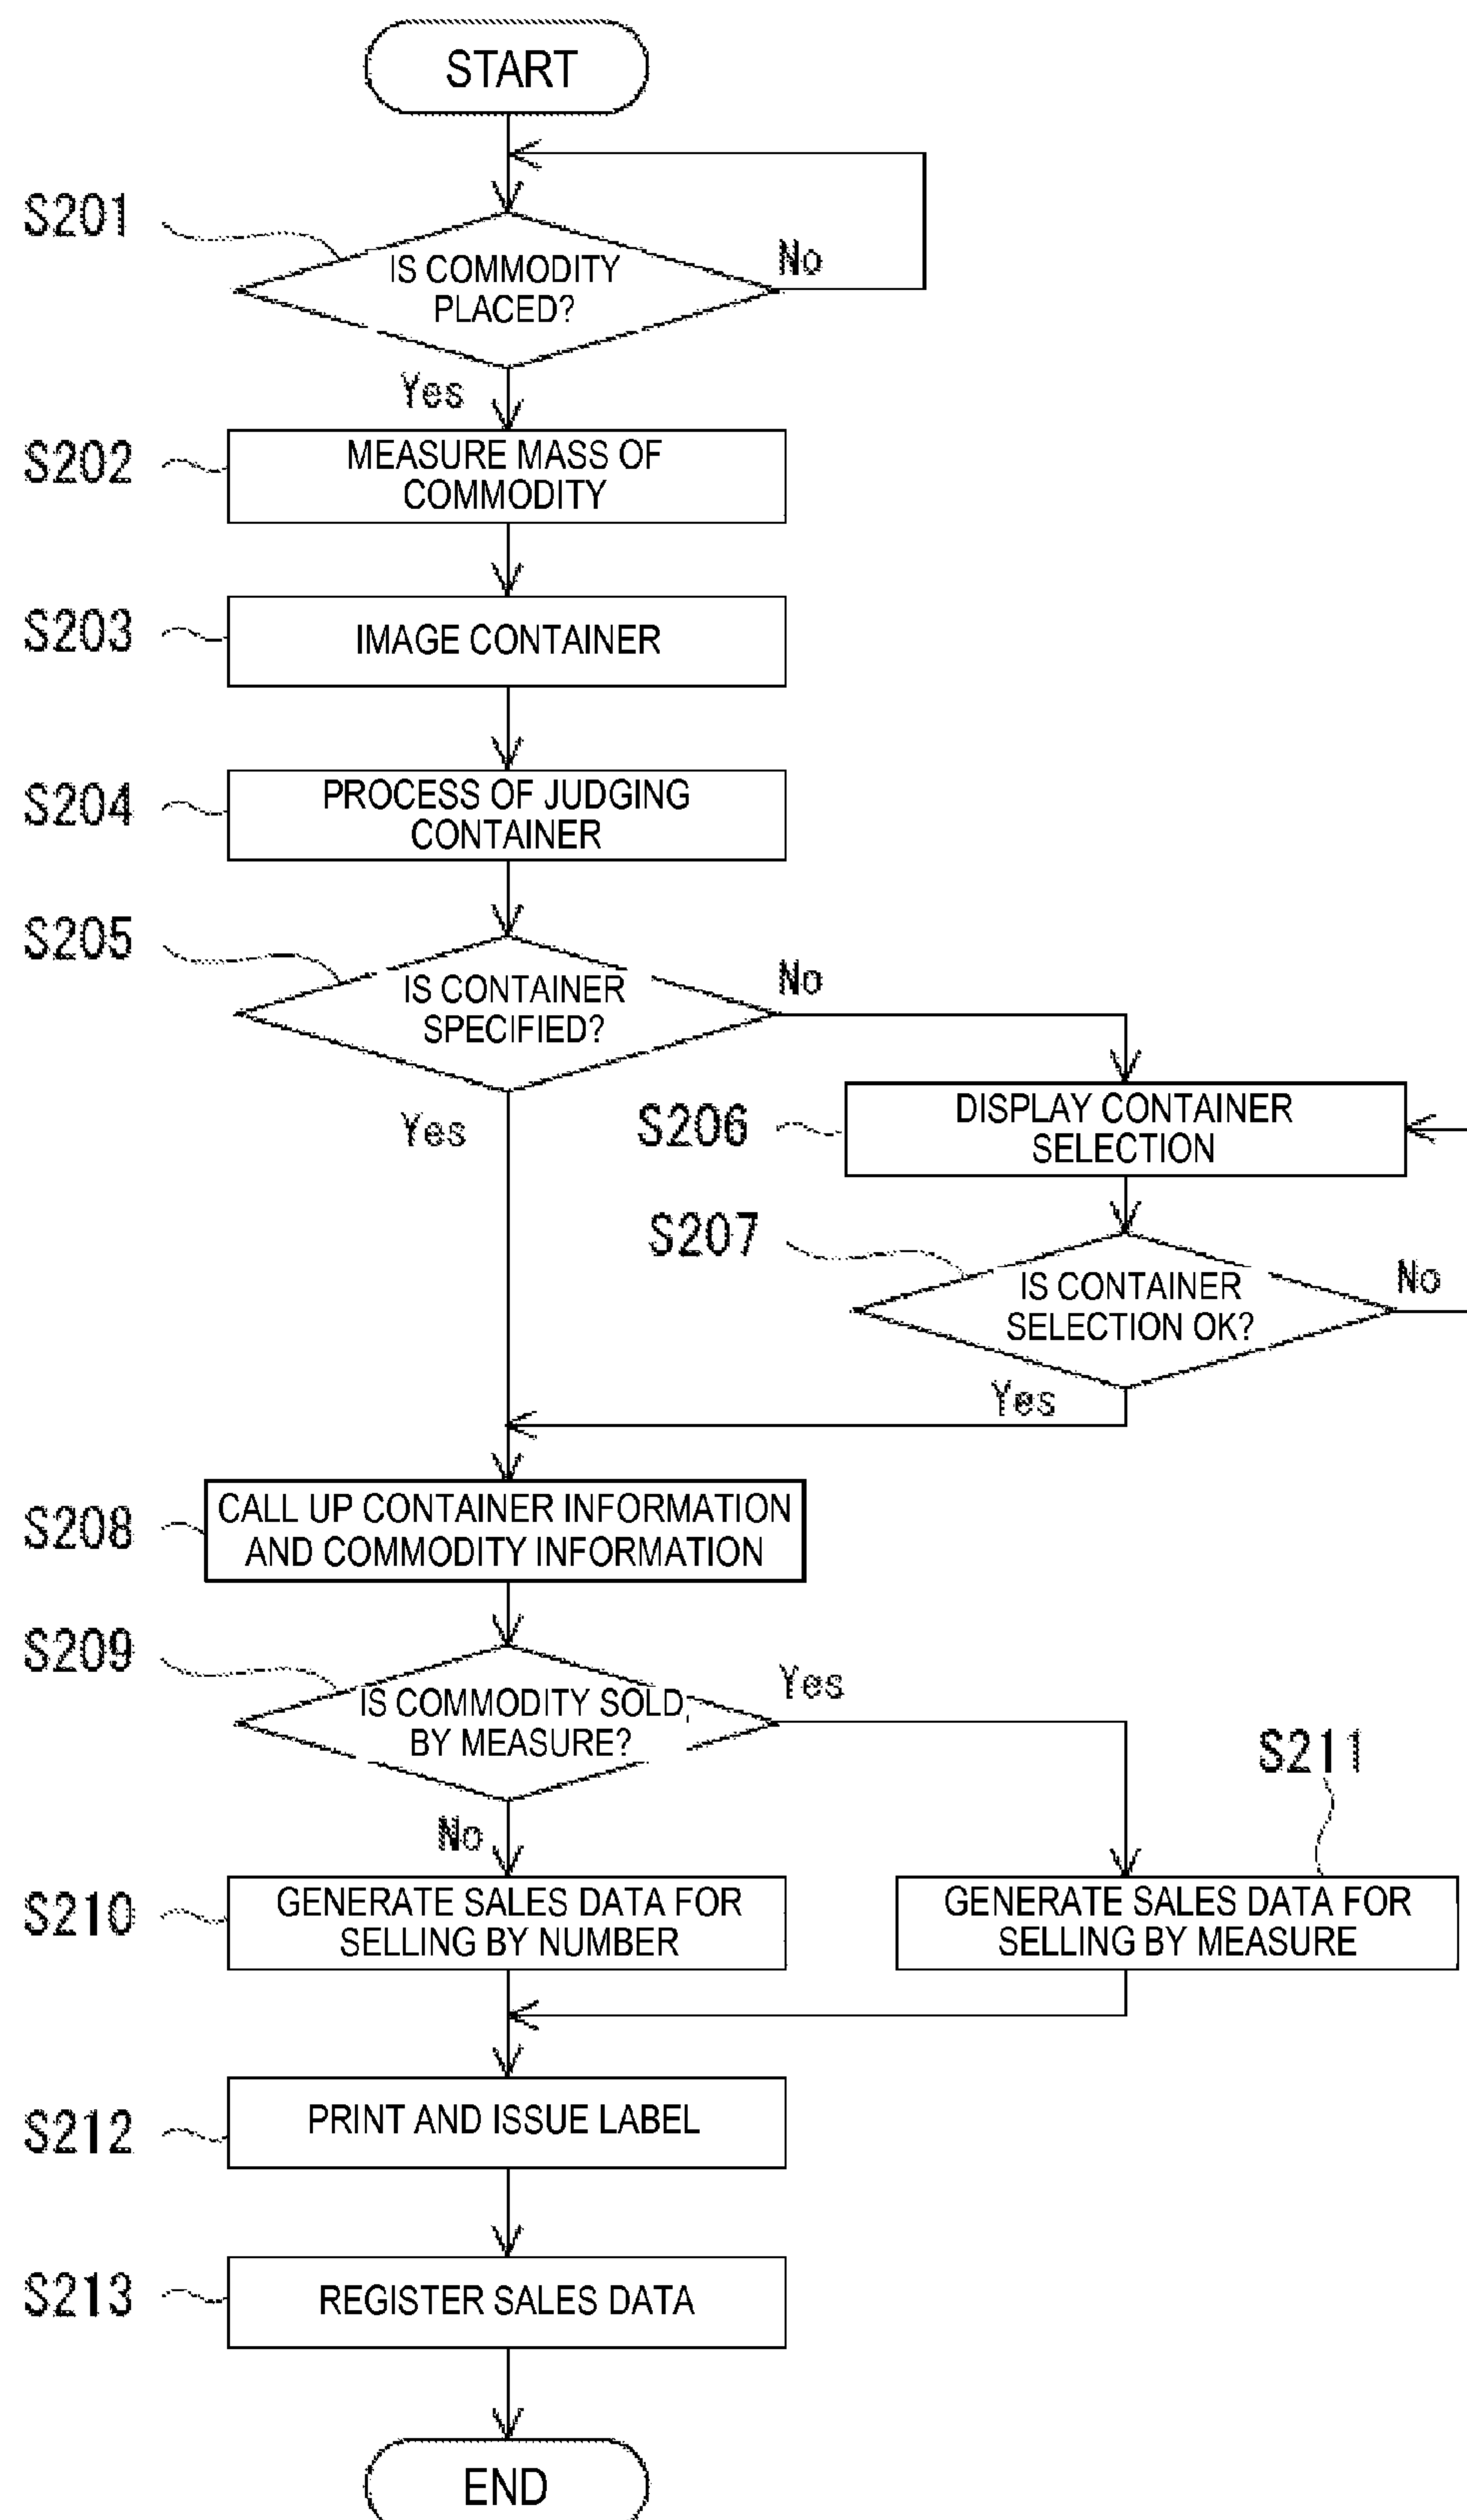 START
S201
IS COMMODITY
PLACED?
No
Yes
S202
MEASURE MASS OF
COMMODITY
S203
IMAGE CONTAINER
S204
PROCESS OF JUDGING
CONTAINER
S205
IS CONTAINER
SPECIFIED?
No
Yes
S206
DISPLAY CONTAINER
SELECTION
S207
IS CONTAINER
SELECTION OK?
No
Yes
S208
CALL UP CONTAINER INFORMATION
AND COMMODITY INFORMATION
S209
IS COMMODITY SOLD
BY MEASURE?
Yes
No
S210
GENERATE SALES DATA FOR
SELLING BY NUMBER
S211
GENERATE SALES DATA FOR
SELLING BY MEASURE
S212
PRINT AND ISSUE LABEL
S213
REGISTER SALES DATA
END